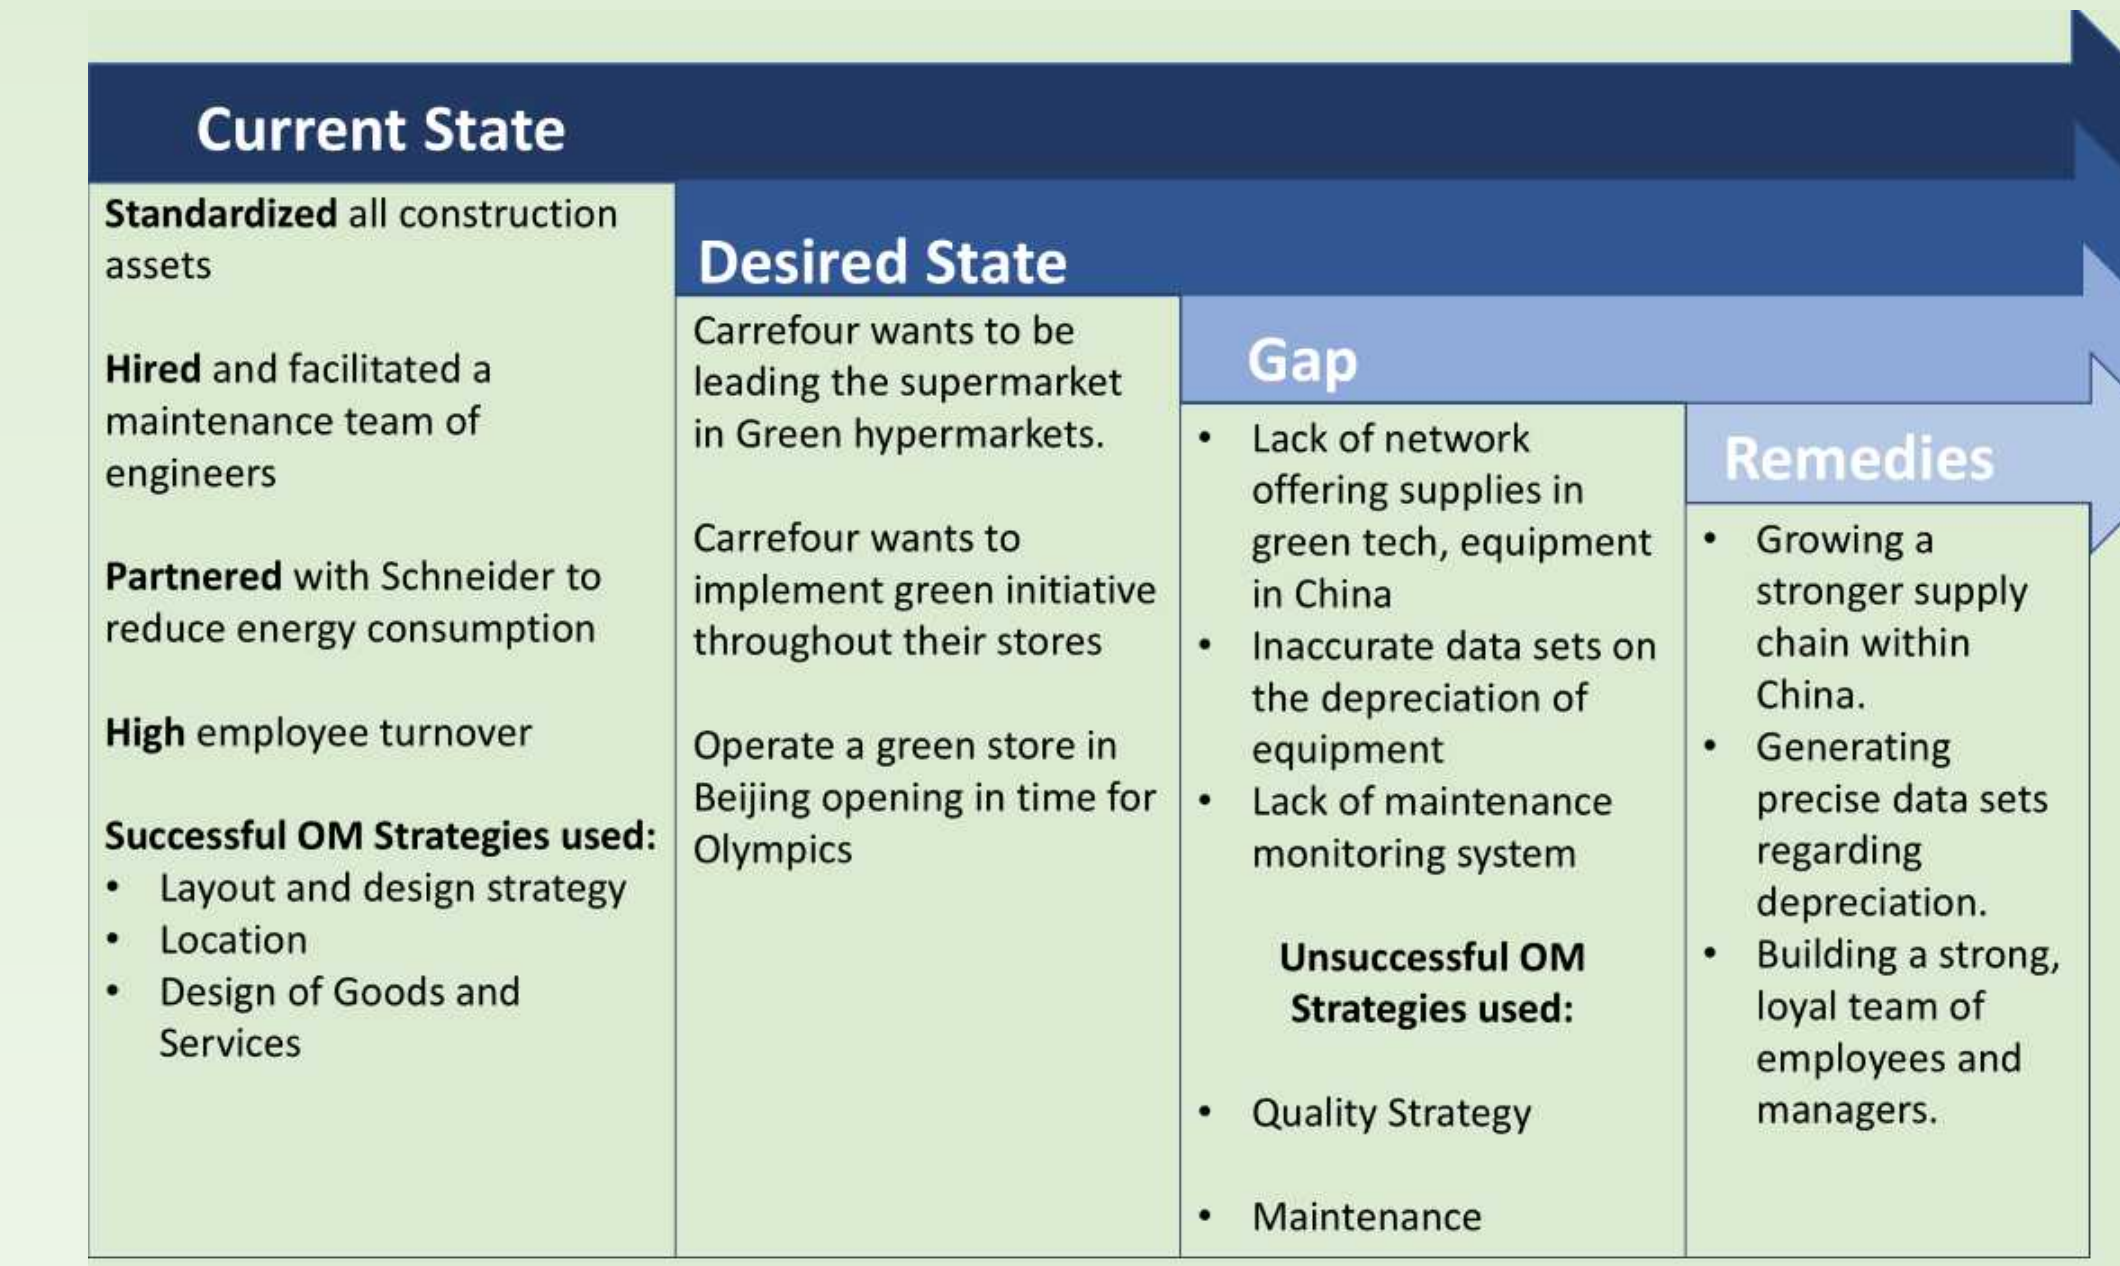 Current State
Standardized all construction
assets
Hired and facilitated a
maintenance team of
engineers
Partnered with Schneider to
reduce energy consumption
High employee turnover
Successful OM Strategies used:
• Layout and design strategy
• Location
• Design of Goods and
Services
Desired State
Carrefour wants to be
leading the supermarket
in Green hypermarkets.
Carrefour wants to
implement green initiative
throughout their stores
Operate a green store in
Beijing opening in time for
Olympics
Gap
• Lack of network
offering supplies in
green tech, equipment
in China
• Inaccurate data sets on
the depreciation of
equipment
• Lack of maintenance
monitoring system
Unsuccessful OM
Strategies used:
• Quality Strategy
• Maintenance
Remedies
• Growing a
stronger supply
chain within
China.
• Generating
precise data sets
regarding
depreciation.
• Building a strong,
loyal team of
employees and
managers.